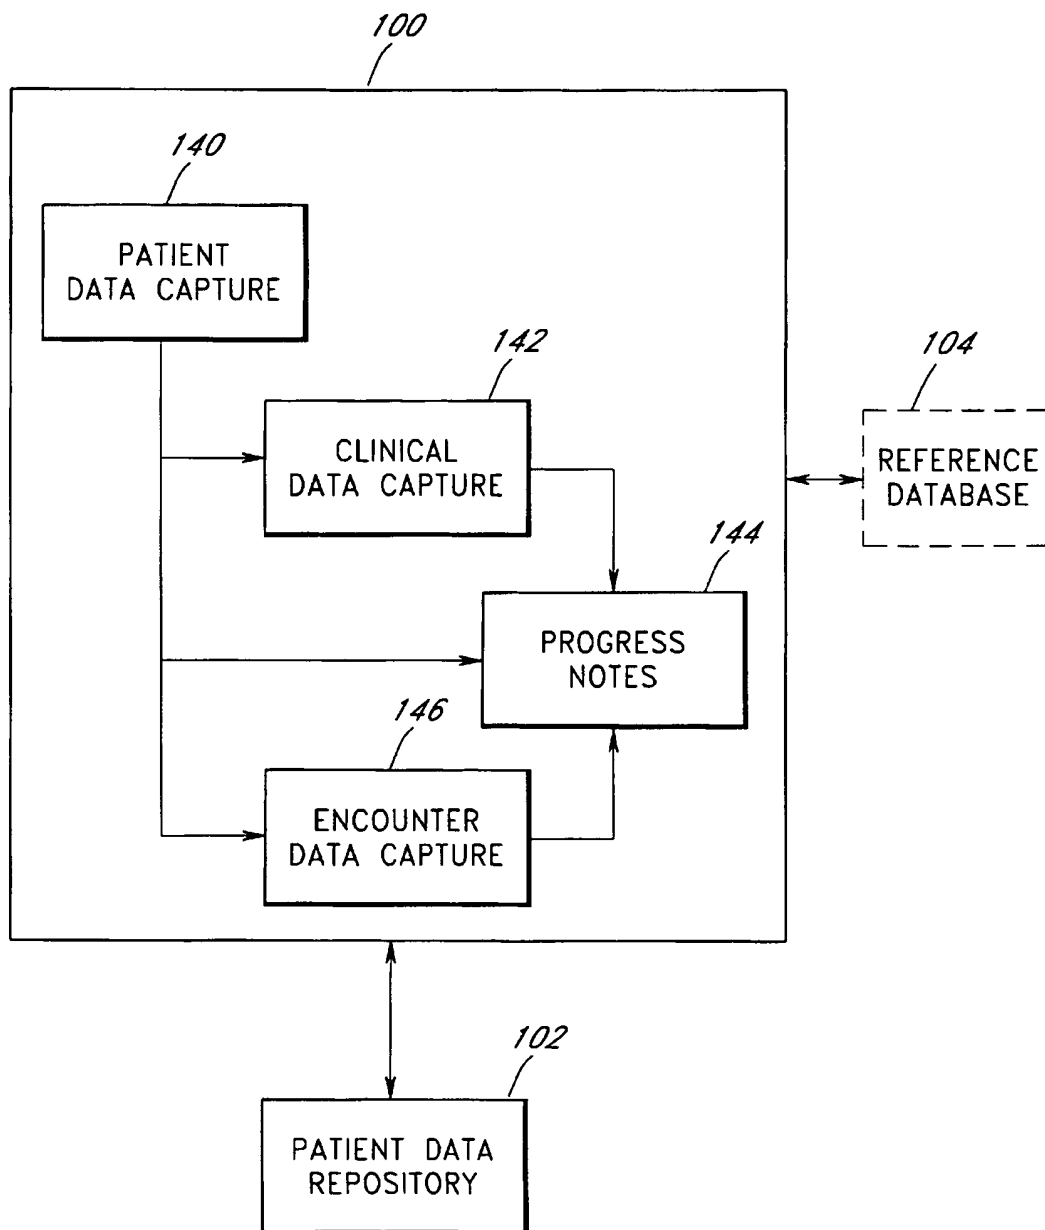 100
140
PATIENT
DATA CAPTURE
142
CLINICAL
DATA CAPTURE
104
REFERENCE
DATABASE
144
PROGRESS
NOTES
146
ENCOUNTER
DATA CAPTURE
102
PATIENT DATA
REPOSITORY